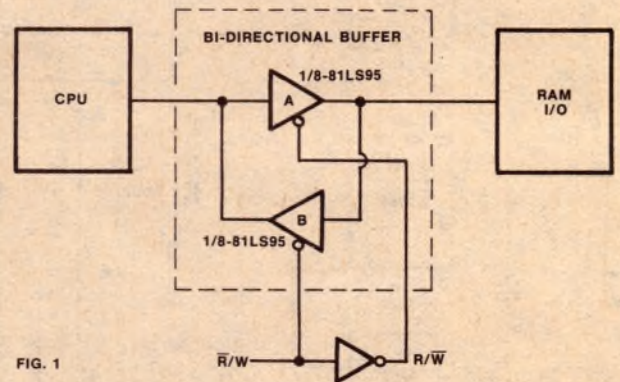 BI-DIRECTIONAL BUFFER
1/8-81LS95
CPU
A
RAM
I/O
B
1/8-81LS95
R̅/W
R/W̅
FIG. 1